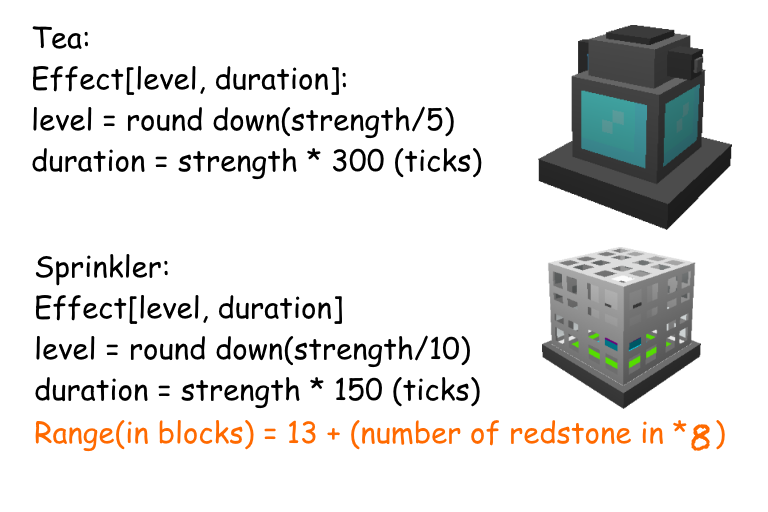 Tea:
Effect[level, duration]:
level = round down(strength/5)
duration = strength * 300 (ticks)
Sprinkler:
Effect[level, duration]
level = round down(strength/10)
duration = strength * 150 (ticks)
Range(in blocks) = 13 + (number of redstone in *8)